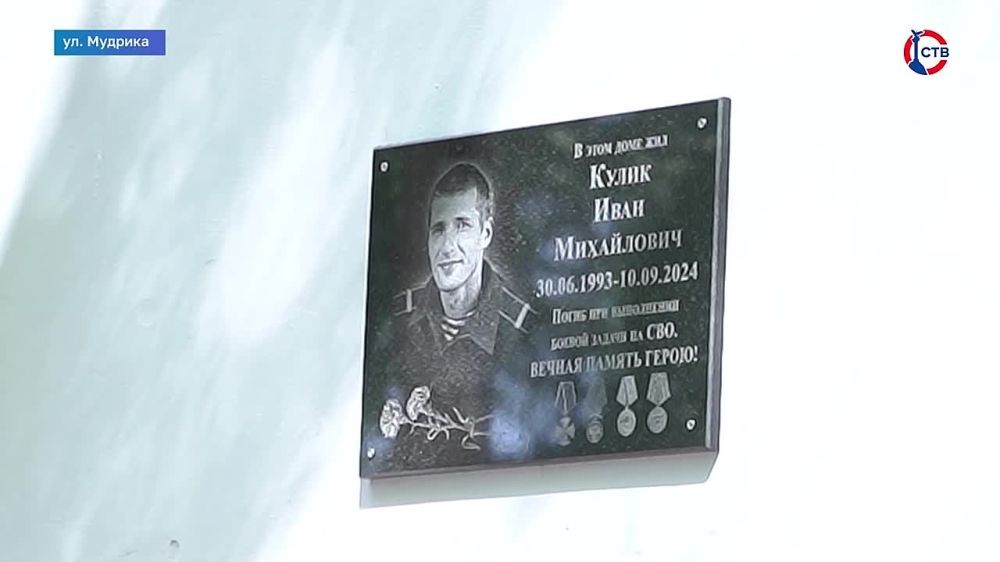 ул. Мудрика
СТВ
В этом доме жил
Кулик
Иван
Михайлович
30.06.1993-10.09.2024
Погиб при выполнении
боевой задачи на СВО.
ВЕЧНАЯ ПАМЯТЬ ГЕРОЮ!